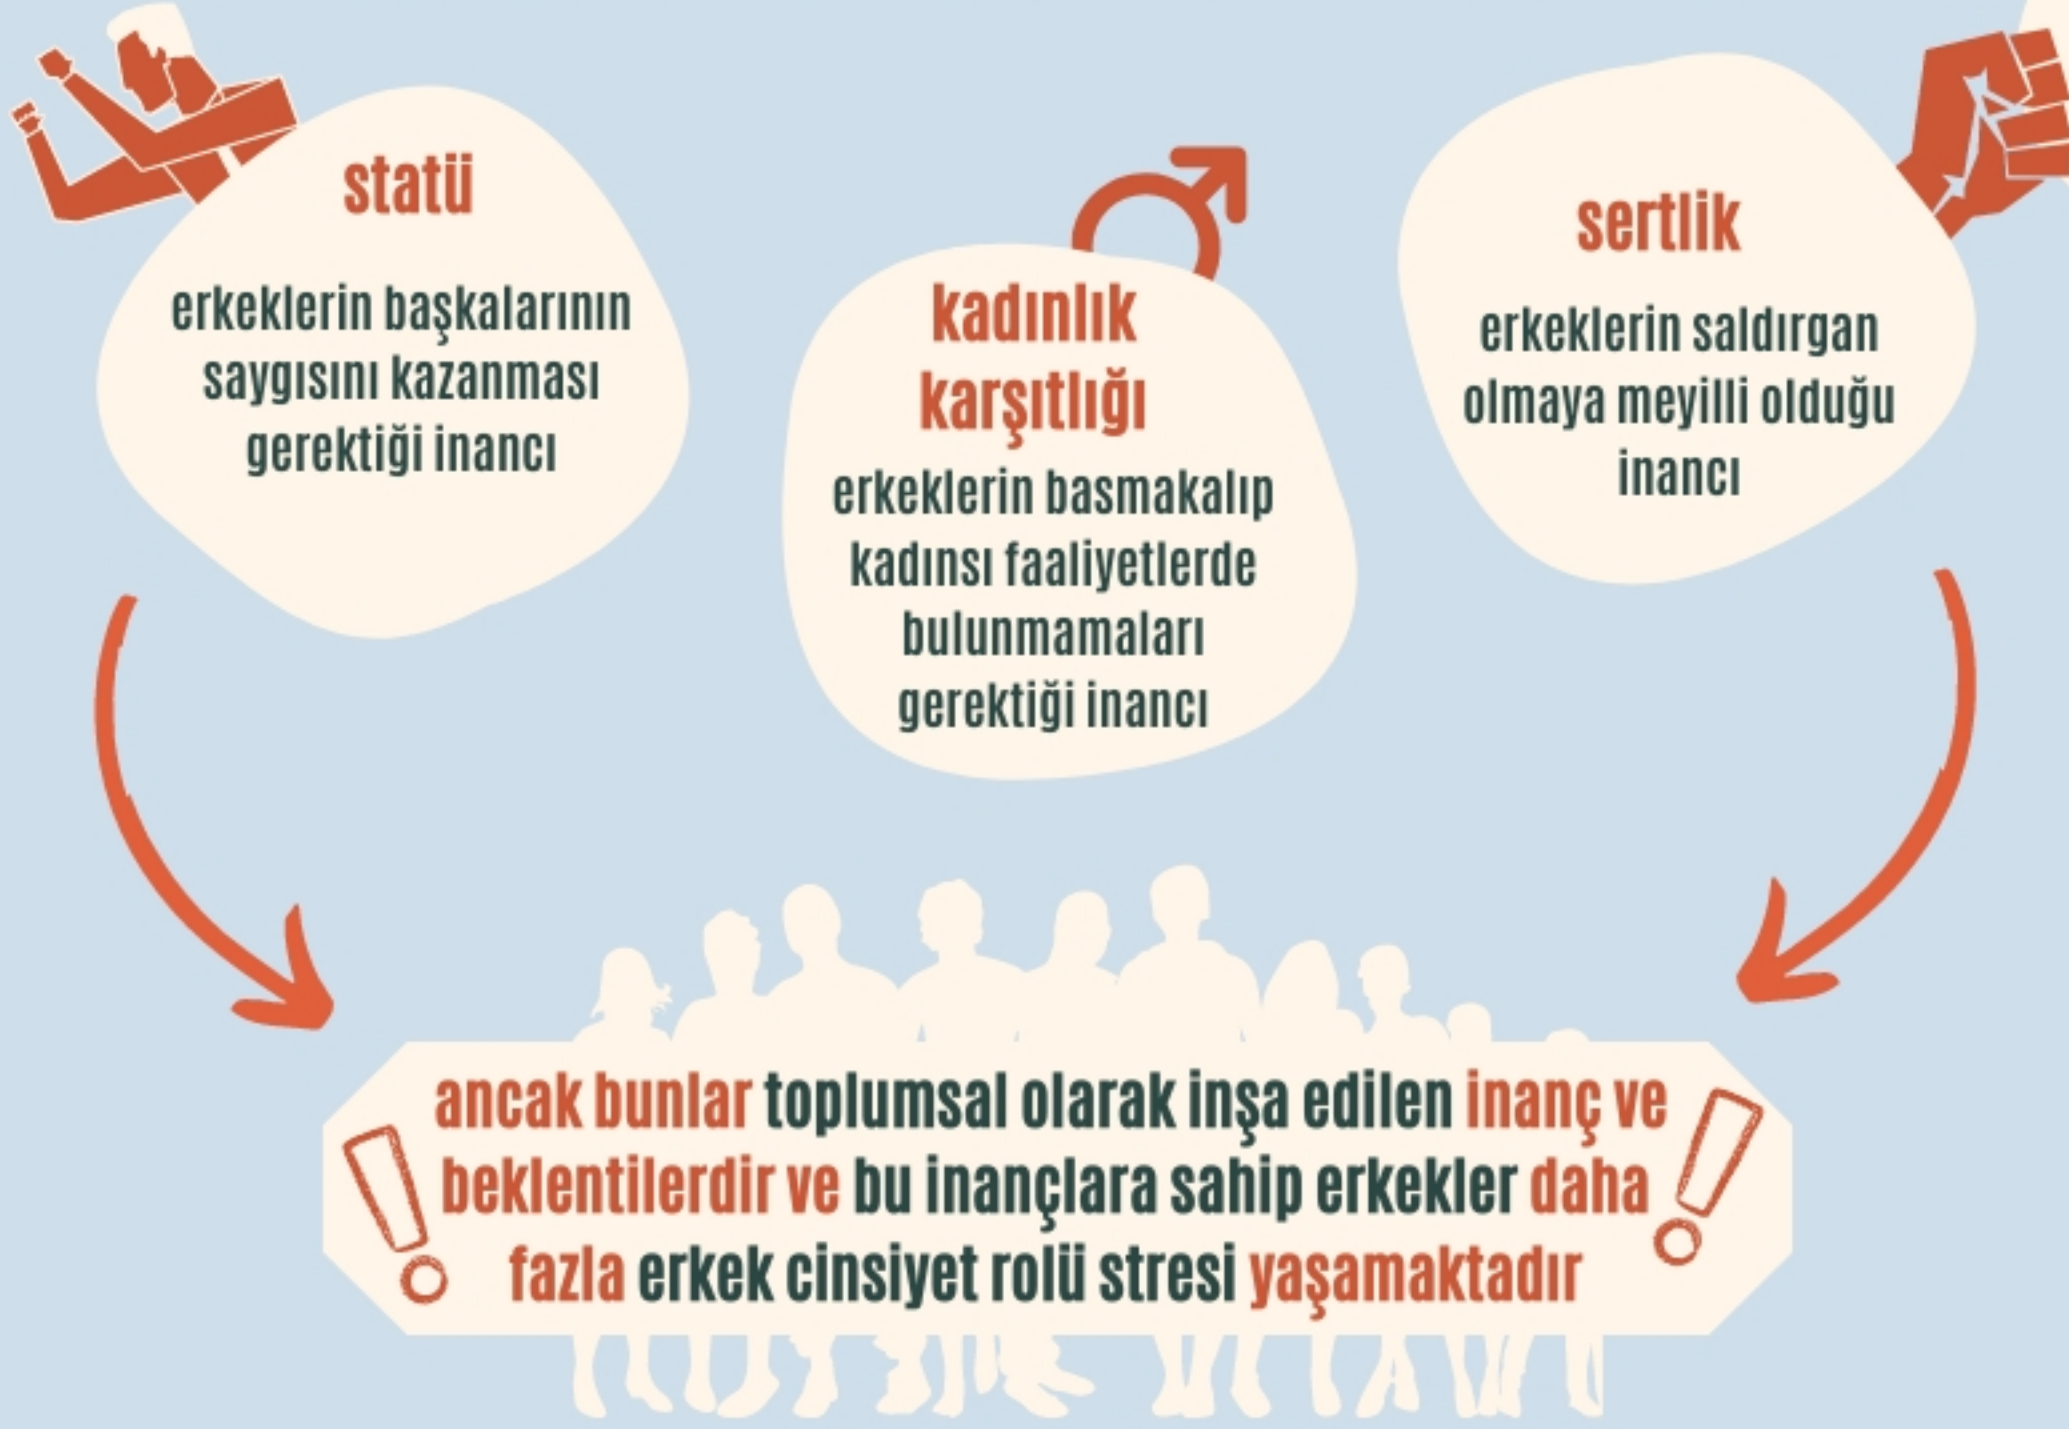 statü
erkeklerin başkalarının
saygısını kazanması
gerektiği inancı
kadınlık
karşıtlığı
erkeklerin basmakalıp
kadınsı faaliyetlerde
bulunmamaları
gerektiği inancı
sertlik
erkeklerin saldırgan
olmaya meyilli olduğu
inancı
ancak bunlar toplumsal olarak inşa edilen inanç ve
beklentilerdir ve bu inançlara sahip erkekler daha
fazla erkek cinsiyet rolü stresi yaşamaktadır